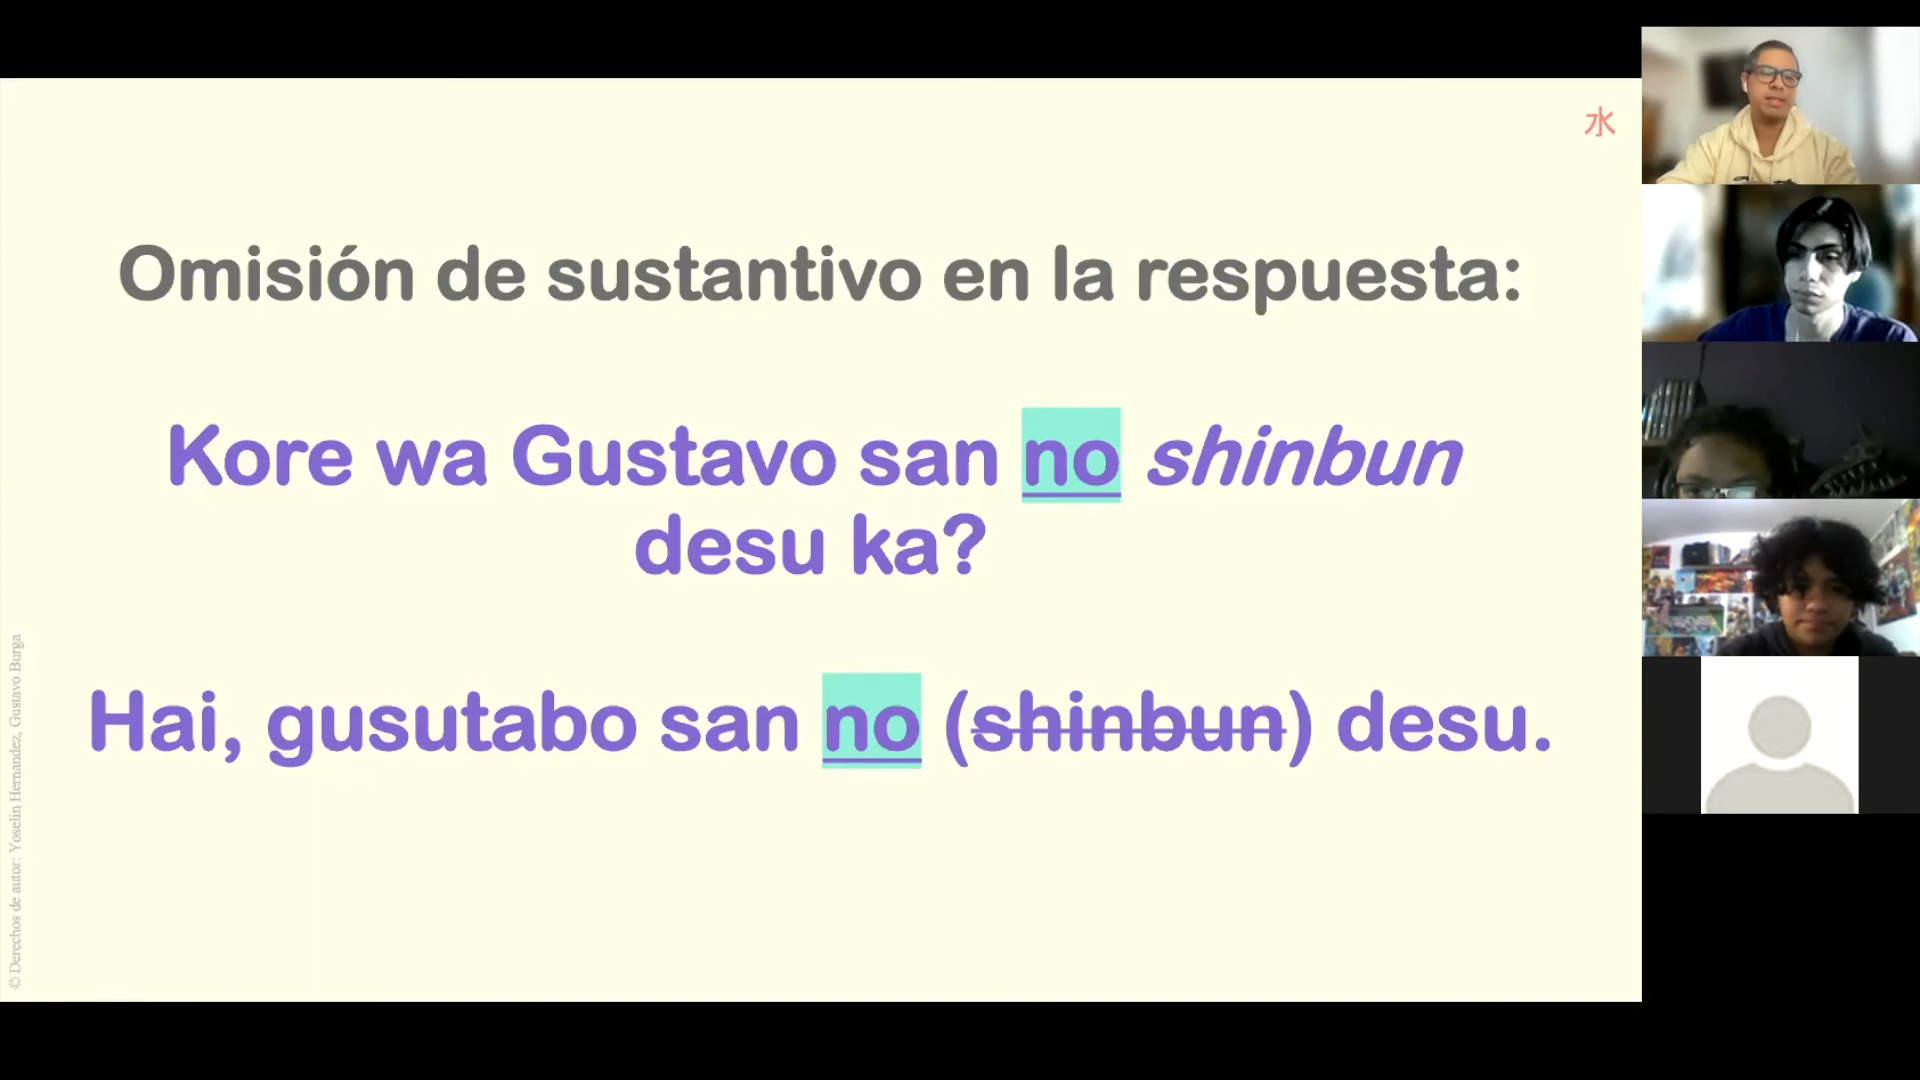 水
Omisión de sustantivo en la respuesta:
Kore wa Gustavo san no shinbun
desu ka?
Hai, gusutabo san no (shinbun) desu.
© Derechos de autor: Yoselin Hernandez, Gustavo Burga